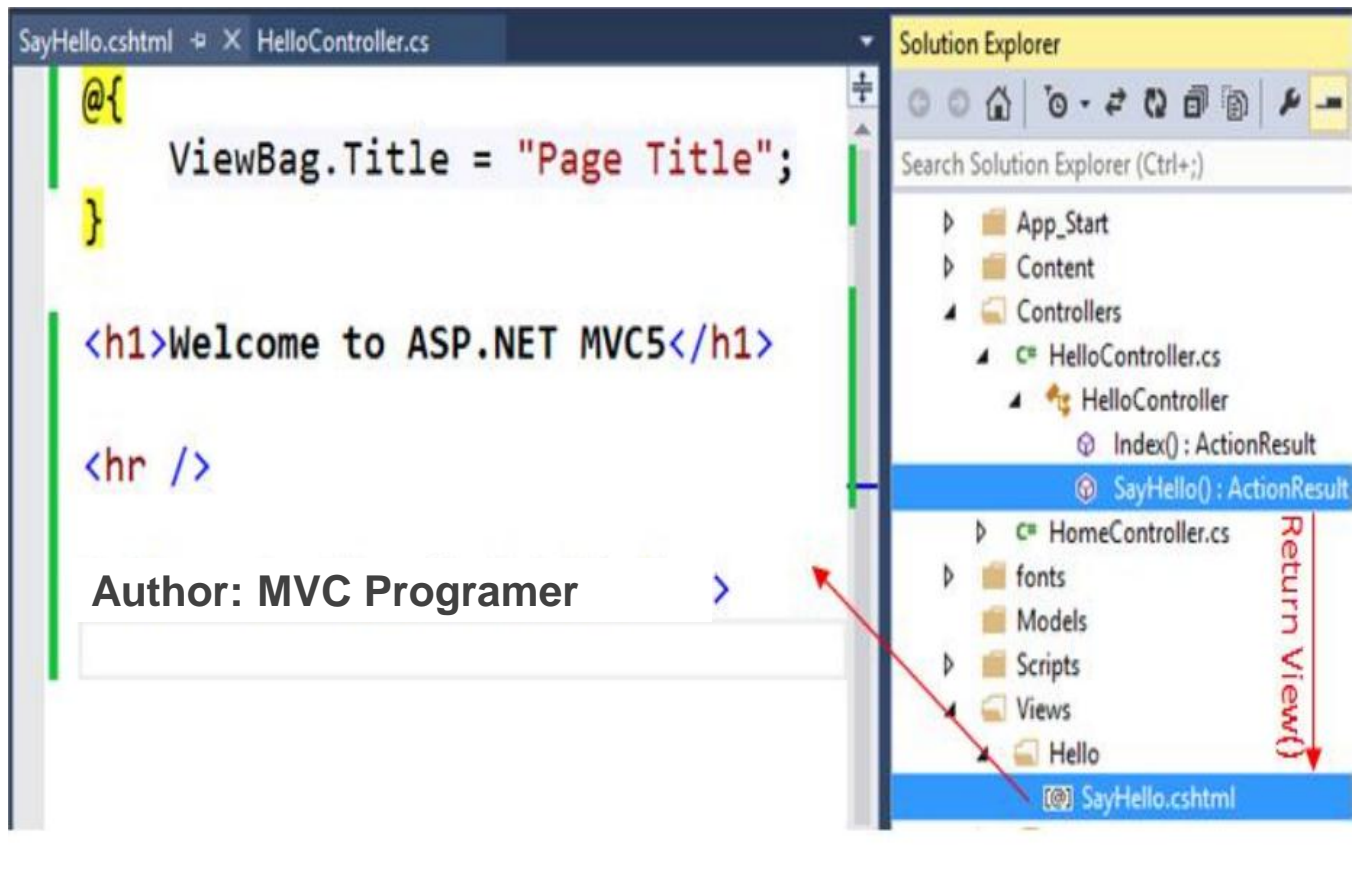 SayHello.cshtml HelloController.cs
@{
ViewBag.Title = "Page Title";
}
<h1>Welcome to ASP.NET MVC5</h1>
<hr />
Author: MVC Programer >
Solution Explorer
Search Solution Explorer (Ctrl+;)
App_Start
Content
Controllers
C# HelloController.cs
HelloController
Index() : ActionResult
SayHello() : ActionResult
C# HomeController.cs
fonts
Models
Scripts
Views
Hello
[@] SayHello.cshtml
Return View()